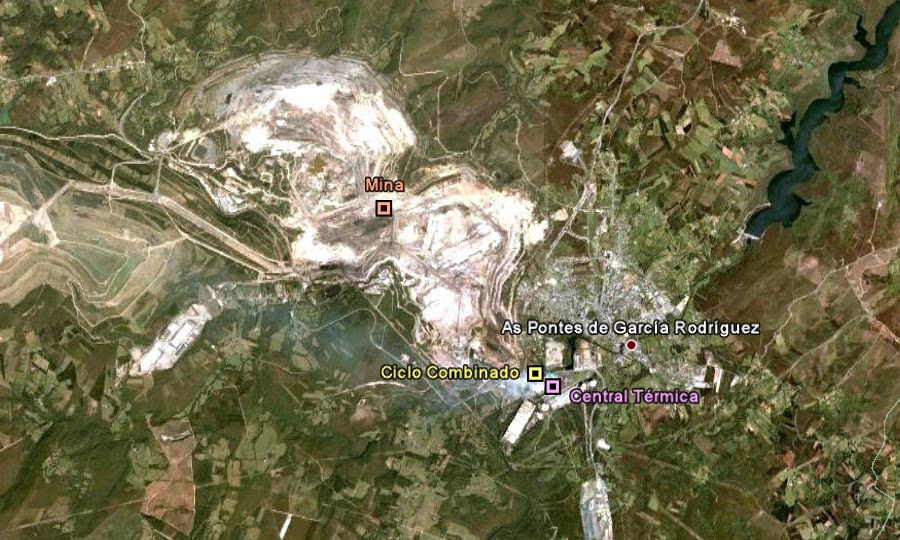 Mina
As Pontes de García Rodríguez
Ciclo Combinado
Central Térmica